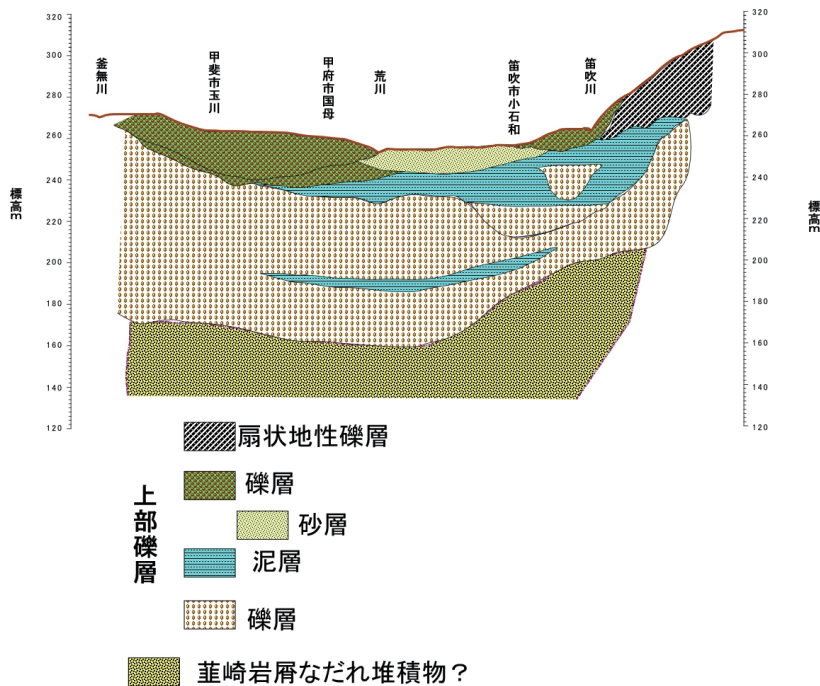 320
300
280
260
240
220
200
180
160
140
120
標高m
釜無川
甲斐市玉川
甲府市国母
荒川
笛吹市小石和
笛吹川
320
300
280
260
240
220
200
180
160
140
120
標高m
扇状地性礫層
上部礫層
礫層
砂層
泥層
礫層
韮崎岩屑なだれ堆積物？